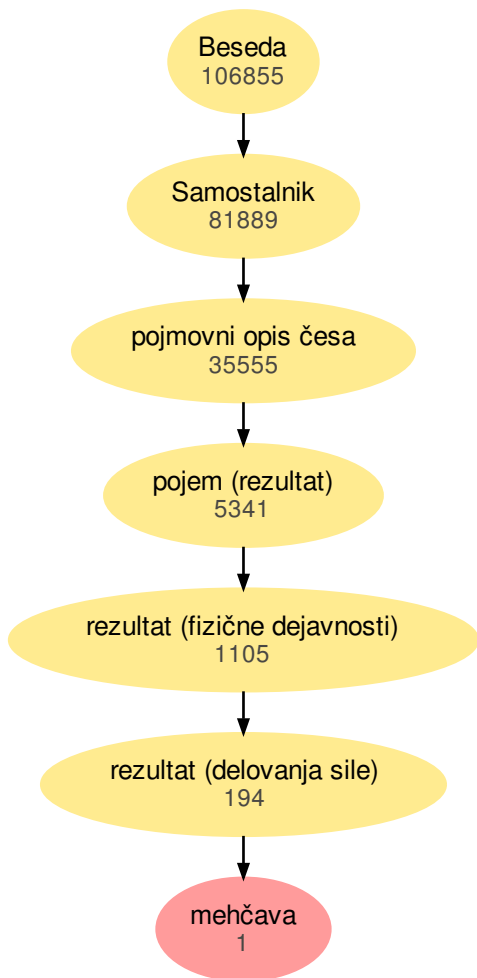 Beseda
106855
Samostalnik
81889
pojmovni opis česa
35555
pojem (rezultat)
5341
rezultat (fizične dejavnosti)
1105
rezultat (delovanja sile)
194
mehčava
1